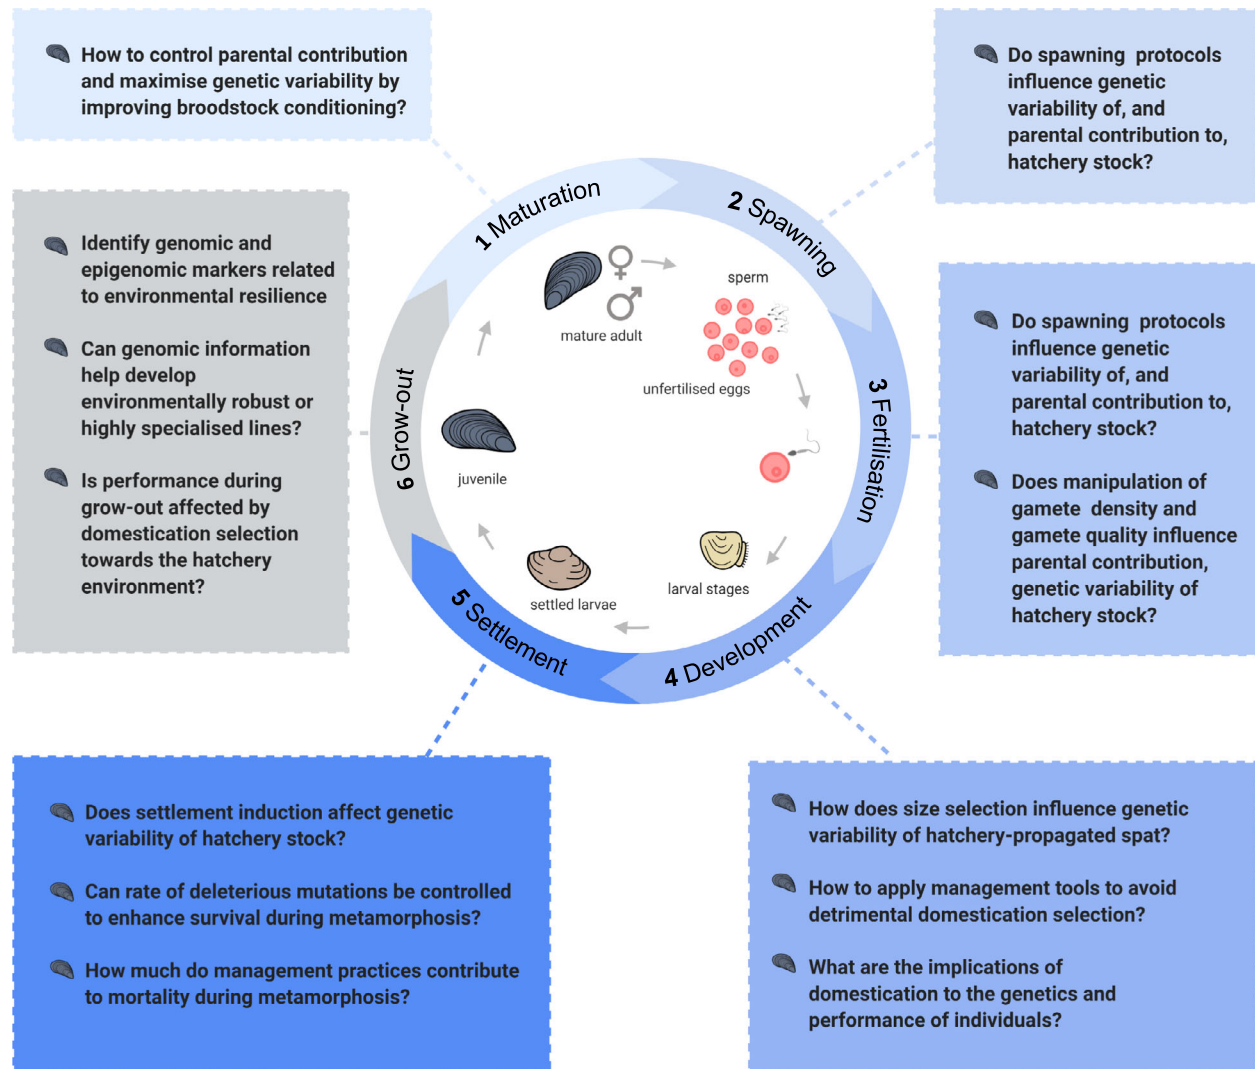 How to control parental contribution
and maximise genetic variability by
improving broodstock conditioning?
Do spawning protocols
influence genetic
variability of, and
parental contribution to,
hatchery stock?
Identify genomic and
epigenomic markers related
to environmental resilience
Can genomic information
help develop
environmentally robust or
highly specialised lines?
Is performance during
grow-out affected by
domestication selection
towards the hatchery
environment?
1 Maturation
2 Spawning
3 Fertilisation
4 Development
5 Settlement
6 Grow-out
mature adult
sperm
unfertilised eggs
larval stages
settled larvae
juvenile
Do spawning protocols
influence genetic
variability of, and
parental contribution to,
hatchery stock?
Does manipulation of
gamete density and
gamete quality influence
parental contribution,
genetic variability of
hatchery stock?
Does settlement induction affect genetic
variability of hatchery stock?
Can rate of deleterious mutations be controlled
to enhance survival during metamorphosis?
How much do management practices contribute
to mortality during metamorphosis?
How does size selection influence genetic
variability of hatchery-propagated spat?
How to apply management tools to avoid
detrimental domestication selection?
What are the implications of
domestication to the genetics and
performance of individuals?